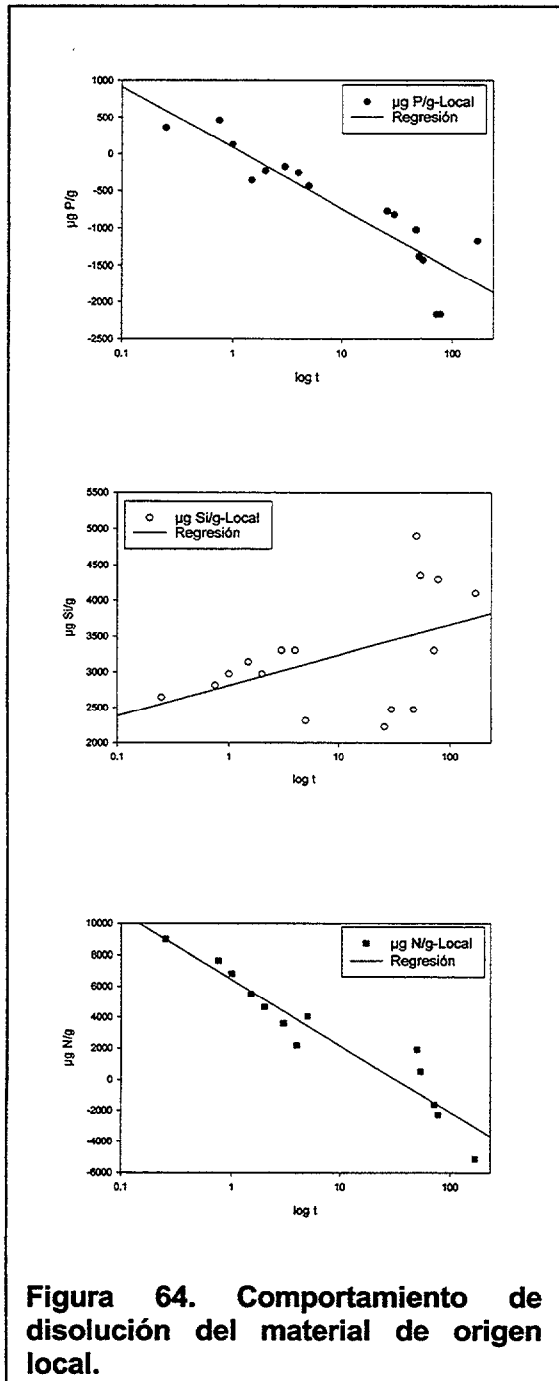 1000
500
0
-500
-1000
-1500
-2000
-2500
µg P/g
µg P/g-Local
Regresión
0.1 1 10 100
log t
5500
5000
4500
4000
3500
3000
2500
2000
µg Si/g
µg Si/g-Local
Regresión
0.1 1 10 100
log t
10000
8000
6000
4000
2000
0
-2000
-4000
-6000
µg N/g
µg N/g-Local
Regresión
0.1 1 10 100
log t
Figura 64. Comportamiento de
disolución del material de origen
local.